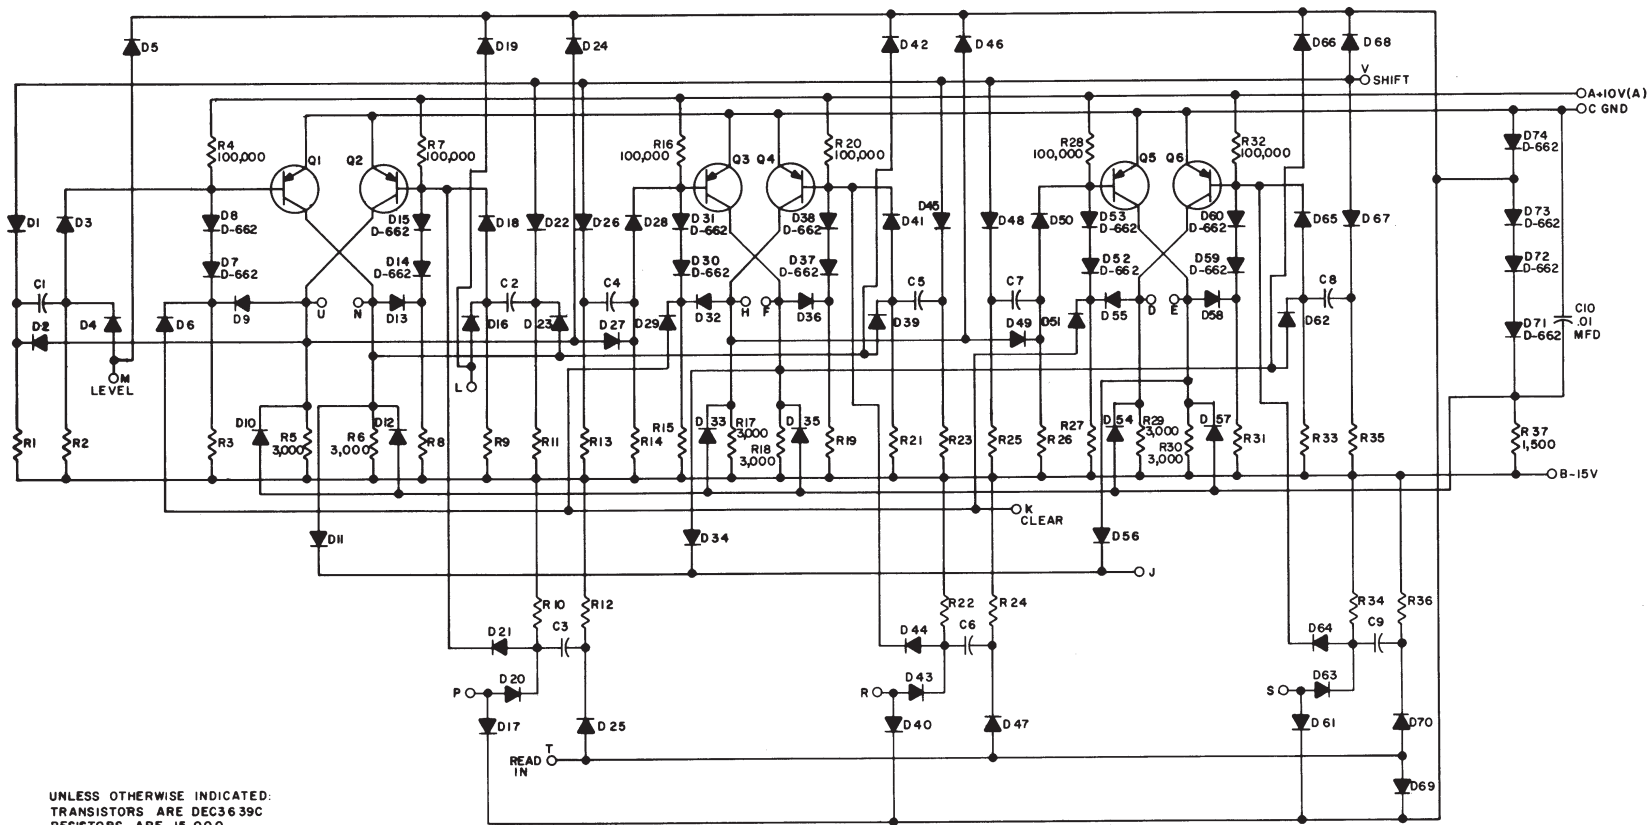 D5
D19
D24
D42
D46
D66
D68
V
SHIFT
A+10V(A)
C GND
R4
100,000
Q1
Q2
R7
100,000
R16
100,000
Q3
Q4
R20
100,000
R28
100,000
Q5
Q6
R32
100,000
D74
D-662
D1
D3
D8
D-662
D15
D-662
D18
D22
D26
D28
D31
D-662
D38
D-662
D41
D45
D48
D50
D53
D-662
D60
D-662
D65
D67
D73
D-662
D7
D-662
D14
D-662
D30
D-662
D37
D-662
D52
D-662
D59
D-662
D72
D-662
C1
D2
D4
D6
D9
U
N
D13
C2
D16
D23
C4
D27
D29
D32
H
F
D36
D39
C5
C7
D49
D51
D55
D
E
D58
D62
C8
D71
D-662
C10
.01
MFD
M
LEVEL
L
R1
R2
R3
D10
R5
3,000
R6
3,000
D12
R8
R9
R11
R13
R14
R15
D33
R17
3,000
R18
3,000
D35
R19
R21
R23
R25
R26
R27
D54
R29
3,000
R30
3,000
D57
R31
R33
R35
R37
1,500
B-15V
K
CLEAR
D11
D34
D56
J
R10
R12
R22
R24
R34
R36
D21
C3
D44
C6
D64
C9
P
D20
R
D43
S
D63
D17
D25
D40
D47
D61
D70
T
READ
IN
D69
UNLESS OTHERWISE INDICATED:
TRANSISTORS ARE DEC3639C
RESISTORS ARE 15,000